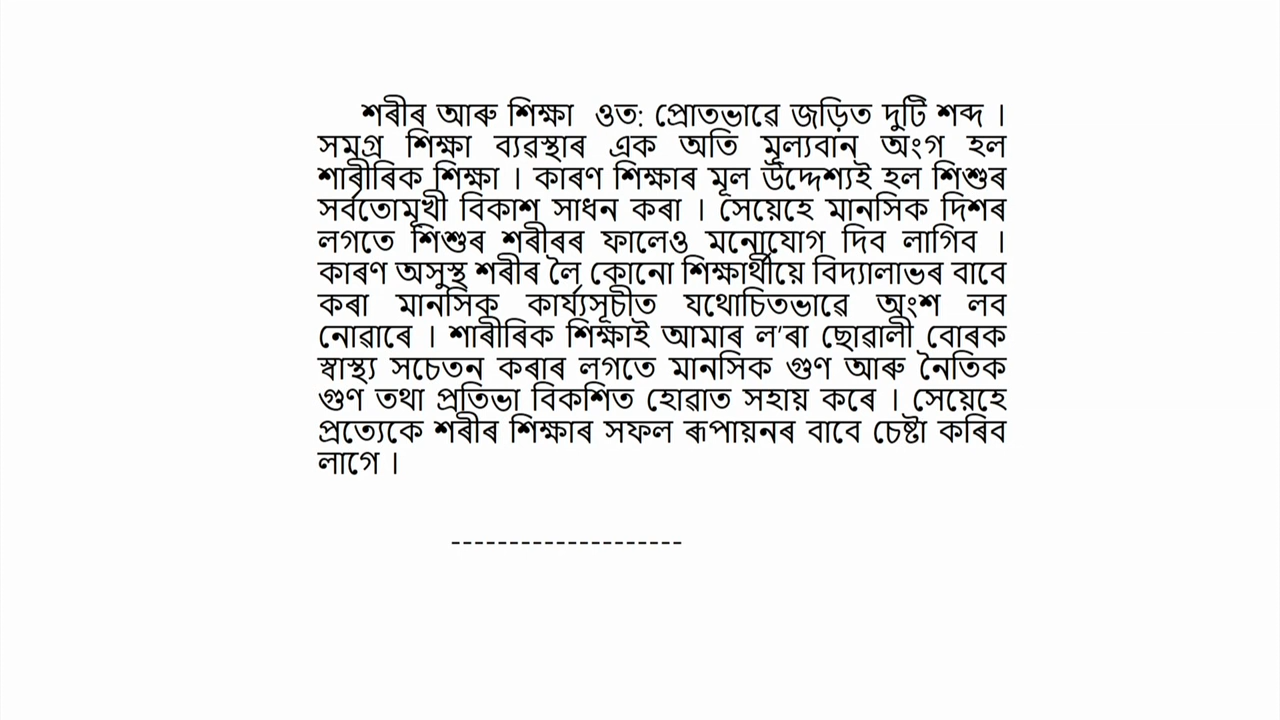 শৰীৰ আৰু শিক্ষা ওত: প্ৰোতভাৱে জড়িত দুটি শব্দ ।
সমগ্ৰ শিক্ষা ব্যৱস্থাৰ এক অতি মূল্যবান অংগ হল
শাৰীৰিক শিক্ষা । কাৰণ শিক্ষাৰ মূল উদ্দেশ্যই হল শিশুৰ
সৰ্বতোমূখী বিকাশ সাধন কৰা । সেয়েহে মানসিক দিশৰ
লগতে শিশুৰ শৰীৰৰ ফালেও মনোযোগ দিব লাগিব ।
কাৰণ অসুস্থ শৰীৰ লৈ কোনো শিক্ষাৰ্থীয়ে বিদ্যালাভৰ বাবে
কৰা মানসিক কাৰ্য্যসূচীত যথোচিতভাৱে অংশ লব
নোৱাৰে । শাৰীৰিক শিক্ষাই আমাৰ ল’ৰা ছোৱালী বোৰক
স্বাস্থ্য সচেতন কৰাৰ লগতে মানসিক গুণ আৰু নৈতিক
গুণ তথা প্ৰতিভা বিকশিত হোৱাত সহায় কৰে । সেয়েহে
প্ৰত্যেকে শৰীৰ শিক্ষাৰ সফল ৰূপায়নৰ বাবে চেষ্টা কৰিব
লাগে ।
--------------------